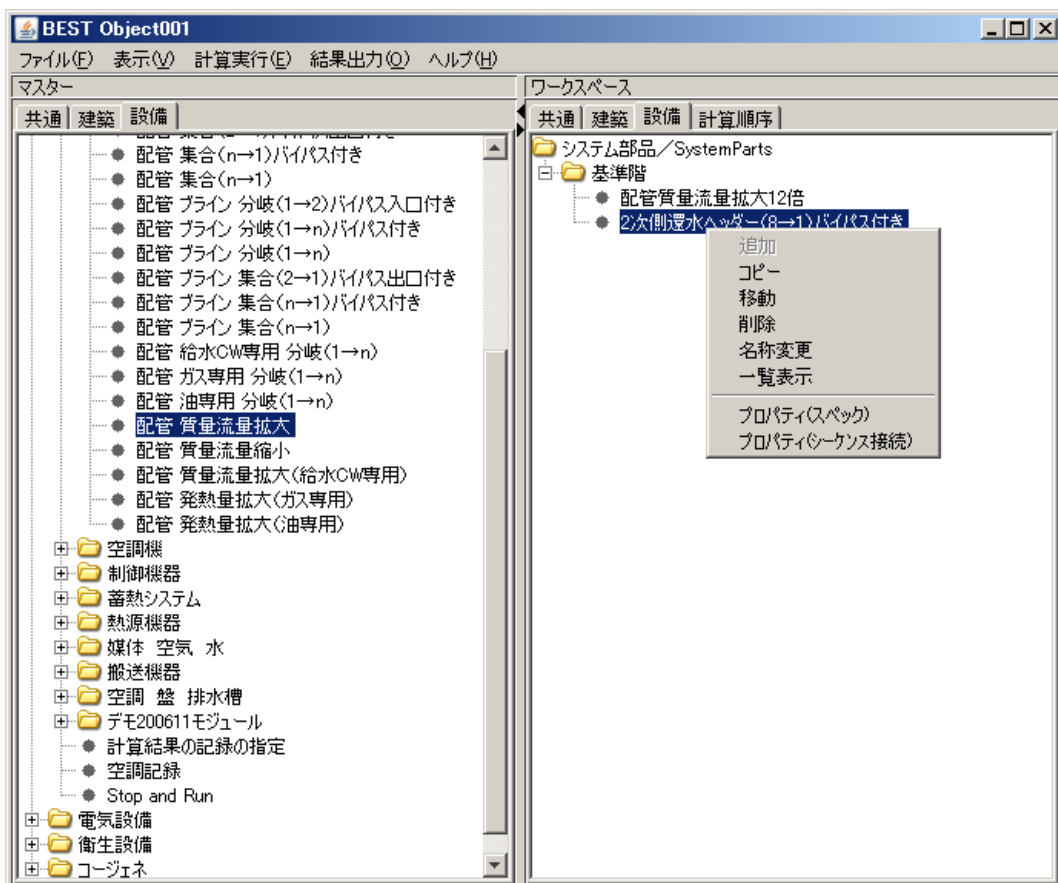 BEST Object001
ファイル(F) 表示(V) 計算実行(E) 結果出力(O) ヘルプ(H)
マスター
共通 建築 設備
配管 集合(n→1)バイパス付き
配管 集合(n→1)
配管 ブライン 分岐(1→2)バイパス入口付き
配管 ブライン 分岐(1→n)バイパス付き
配管 ブライン 分岐(1→n)
配管 ブライン 集合(2→1)バイパス出口付き
配管 ブライン 集合(n→1)バイパス付き
配管 ブライン 集合(n→1)
配管 給水CW専用 分岐(1→n)
配管 ガス専用 分岐(1→n)
配管 油専用 分岐(1→n)
配管 質量流量拡大
配管 質量流量縮小
配管 質量流量拡大(給水CW専用)
配管 発熱量拡大(ガス専用)
配管 発熱量拡大(油専用)
空調機
制御機器
蓄熱システム
熱源機器
媒体 空気 水
搬送機器
空調 盤 排水槽
デモ200611モジュール
計算結果の記録の指定
空調記録
Stop and Run
電気設備
衛生設備
コージェネ
ワークスペース
共通 建築 設備 計算順序
システム部品/SystemParts
基準階
配管質量流量拡大12倍
2次側還水ヘッダー(8→1)バイパス付き
追加
コピー
移動
削除
名称変更
一覧表示
プロパティ(スペック)
プロパティ(シーケンス接続)